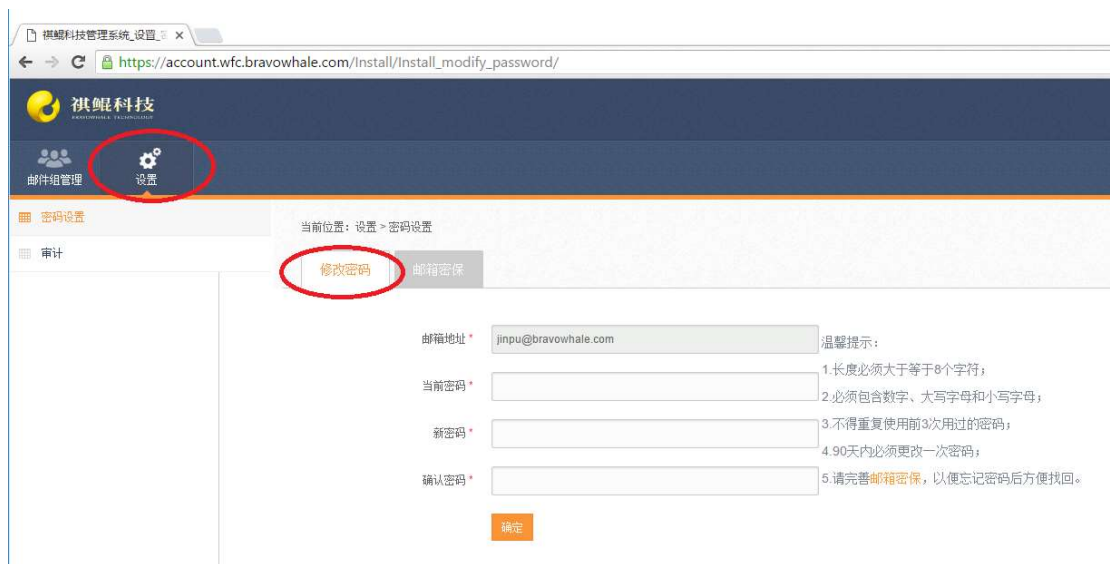 祺鲲科技管理系统_设置_
https://account.wfc.bravowhale.com/Install/Install_modify_password/
祺鲲科技
BRAVOWHALE TECHNOLOGY
邮件组管理
设置
密码设置
审计
当前位置：设置 > 密码设置
修改密码
邮箱密保
邮箱地址 *
jinpu@bravowhale.com
当前密码 *
新密码 *
确认密码 *
确定
温馨提示：
1.长度必须大于等于8个字符；
2.必须包含数字、大写字母和小写字母；
3.不得重复使用前3次用过的密码；
4.90天内必须更改一次密码；
5.请完善邮箱密保，以便忘记密码后方便找回。